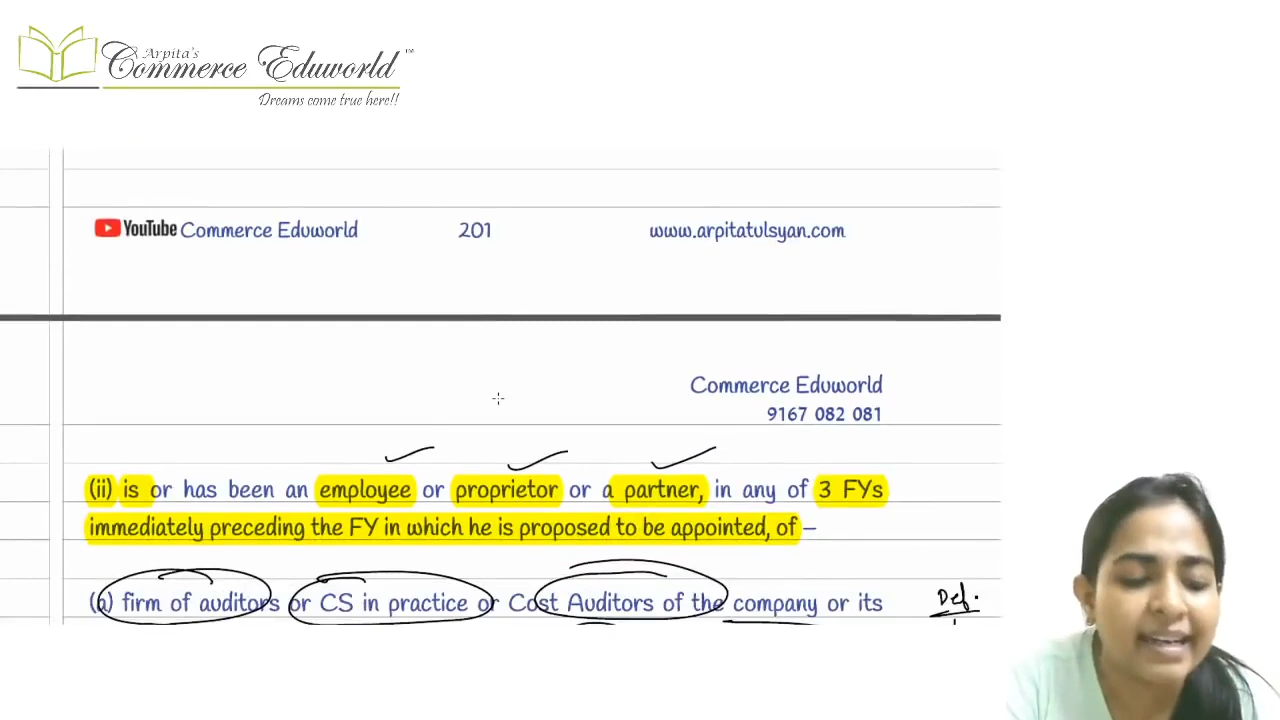 Arpita's
Commerce Eduworld™
Dreams come true here!!
YouTube Commerce Eduworld 201 www.arpitatulsyan.com
Commerce Eduworld
9167 082 081
(ii) is or has been an employee or proprietor or a partner, in any of 3 FYs
immediately preceding the FY in which he is proposed to be appointed, of –
(a) firm of auditors or CS in practice or Cost Auditors of the company or its
Def.